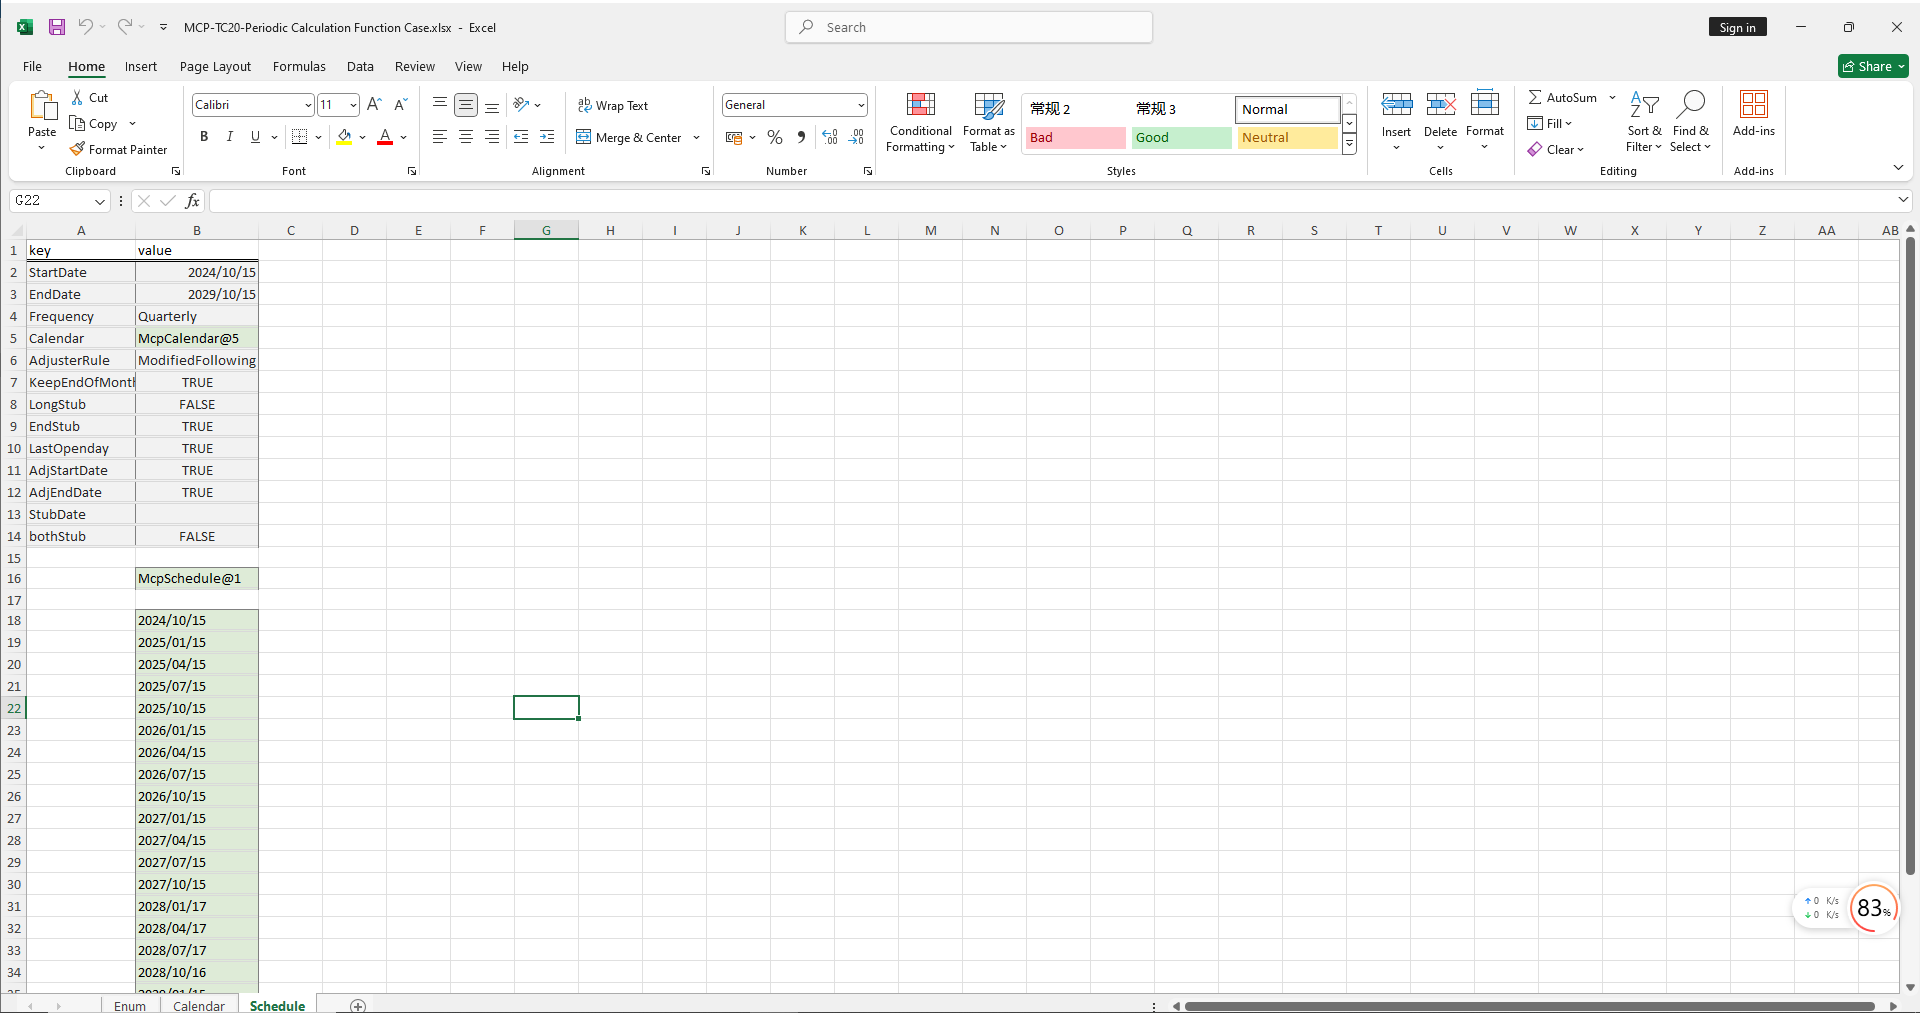 MCP-TC20-Periodic Calculation Function Case.xlsx - Excel
Search
Sign in
File Home Insert Page Layout Formulas Data Review View Help
Share
Paste
Cut
Copy
Format Painter
Clipboard
Calibri 11
B I U
Font
Wrap Text
Merge & Center
Alignment
General
Number
Conditional Formatting
Format as Table
常规 2 常规 3 Normal
Bad Good Neutral
Styles
Insert Delete Format
Cells
AutoSum
Fill
Clear
Sort & Filter
Find & Select
Editing
Add-ins
Add-ins
G22
fx
A B C D E F G H I J K L M N O P Q R S T U V W X Y Z AA AB
1 key value
2 StartDate 2024/10/15
3 EndDate 2029/10/15
4 Frequency Quarterly
5 Calendar McpCalendar@5
6 AdjusterRule ModifiedFollowing
7 KeepEndOfMonth TRUE
8 LongStub FALSE
9 EndStub TRUE
10 LastOpenday TRUE
11 AdjStartDate TRUE
12 AdjEndDate TRUE
13 StubDate
14 bothStub FALSE
15
16 McpSchedule@1
17
18 2024/10/15
19 2025/01/15
20 2025/04/15
21 2025/07/15
22 2025/10/15
23 2026/01/15
24 2026/04/15
25 2026/07/15
26 2026/10/15
27 2027/01/15
28 2027/04/15
29 2027/07/15
30 2027/10/15
31 2028/01/17
32 2028/04/17
33 2028/07/17
34 2028/10/16
0 K/s
0 K/s
83%
Enum Calendar Schedule